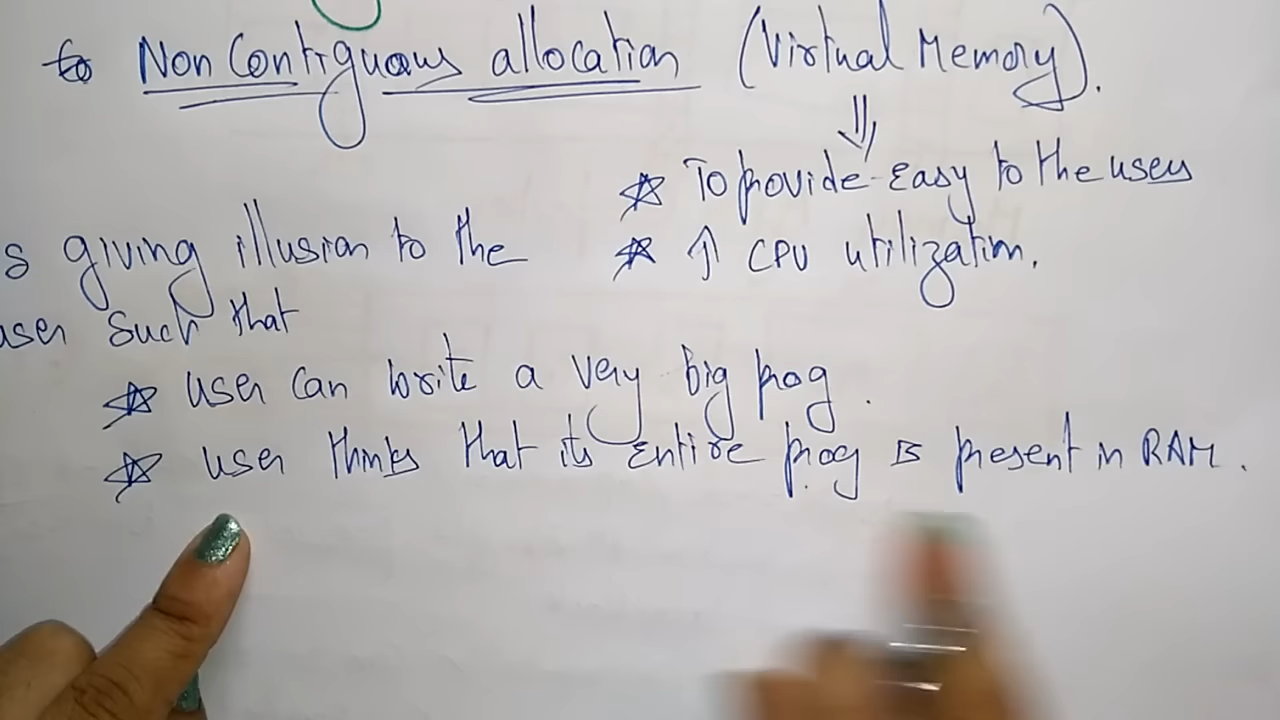 Non Contiguous allocation (Virtual Memory).
⇓
☆ To provide easy to the users
☆ ↑ CPU utilization.
s giving illusion to the
user such that
☆ user can write a very big prog.
☆ user thinks that its entire prog is present in RAM.